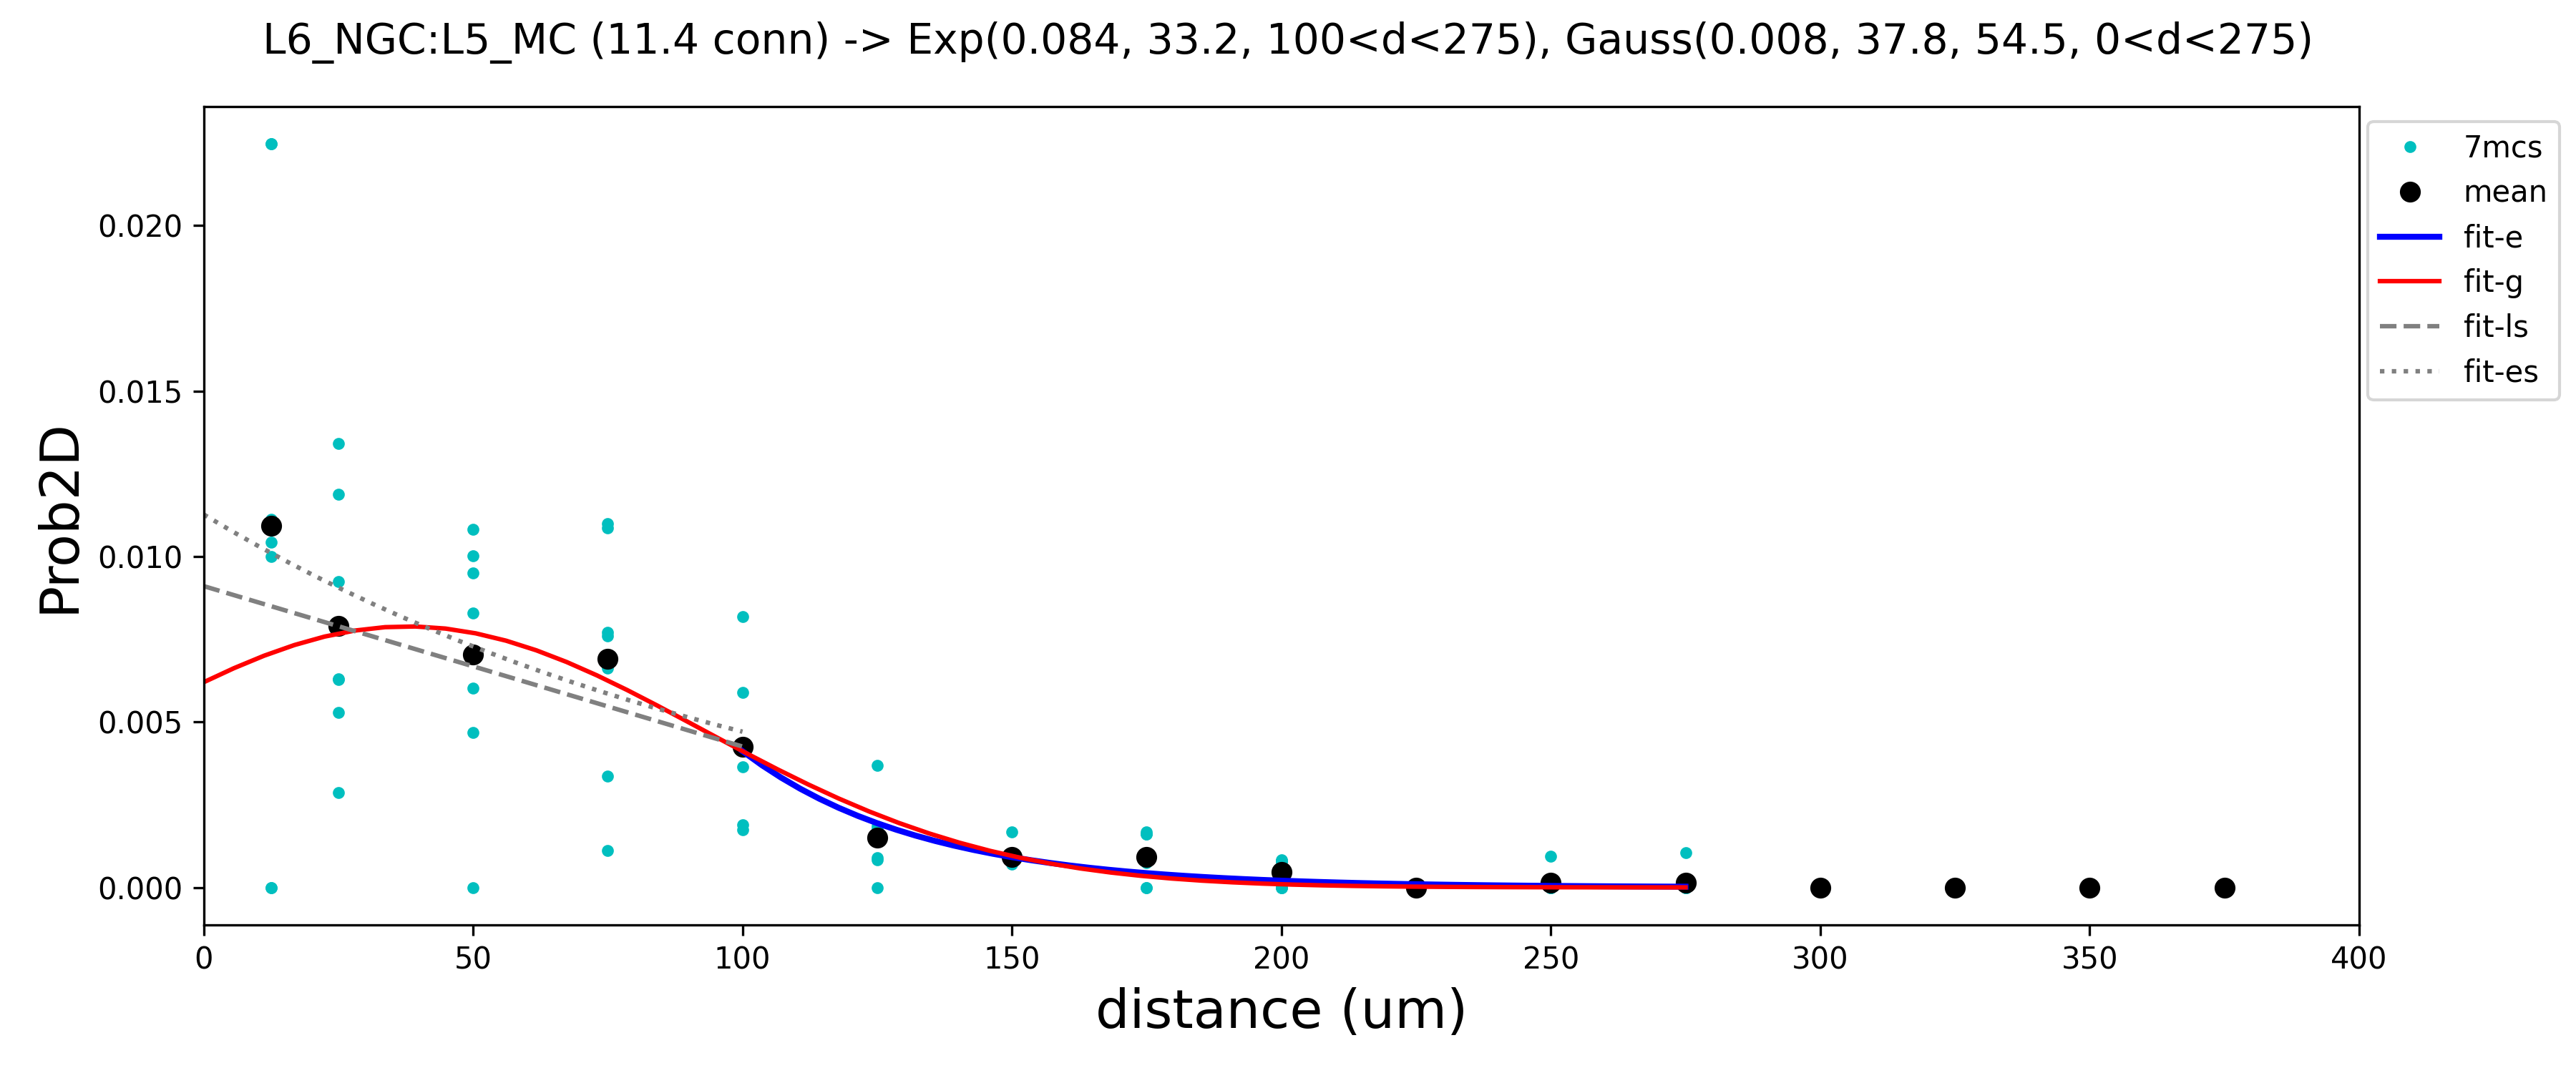 L6_NGC:L5_MC (11.4 conn) -> Exp(0.084, 33.2, 100<d<275), Gauss(0.008, 37.8, 54.5, 0<d<275)
7mcs
mean
fit-e
fit-g
fit-ls
fit-es
Prob2D
0.020
0.015
0.010
0.005
0.000
0 50 100 150 200 250 300 350 400
distance (um)